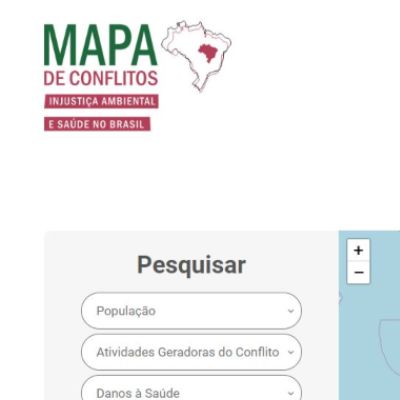 MAPA
DE CONFLITOS
INJUSTIÇA AMBIENTAL
E SAÚDE NO BRASIL
Pesquisar
População
Atividades Geradoras do Conflito
Danos à Saúde
+
−